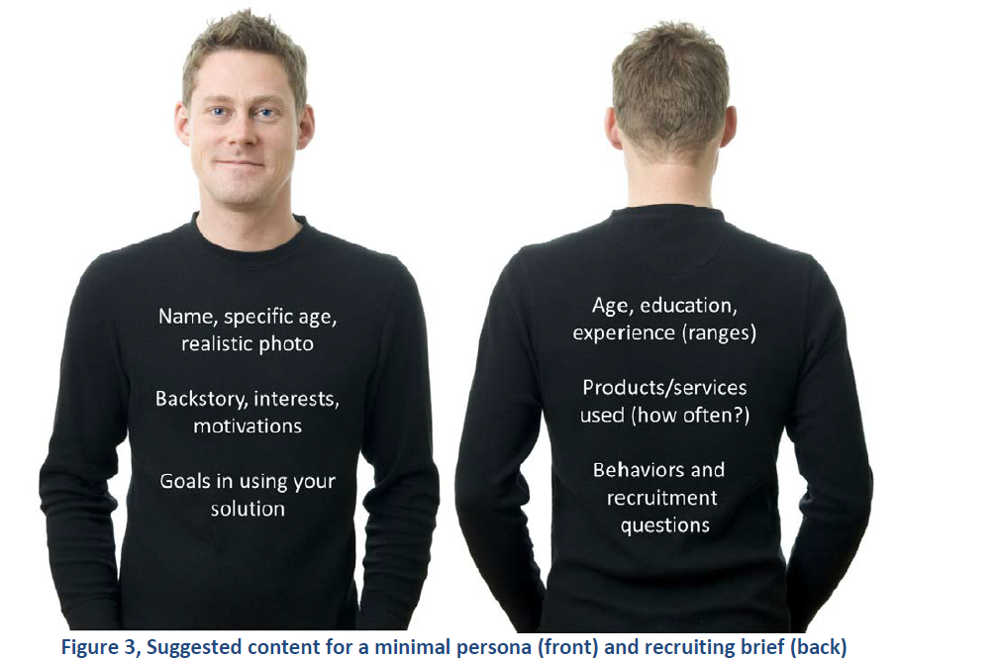 Name, specific age,
realistic photo
Backstory, interests,
motivations
Goals in using your
solution
Age, education,
experience (ranges)
Products/services
used (how often?)
Behaviors and
recruitment
questions
Figure 3, Suggested content for a minimal persona (front) and recruiting brief (back)